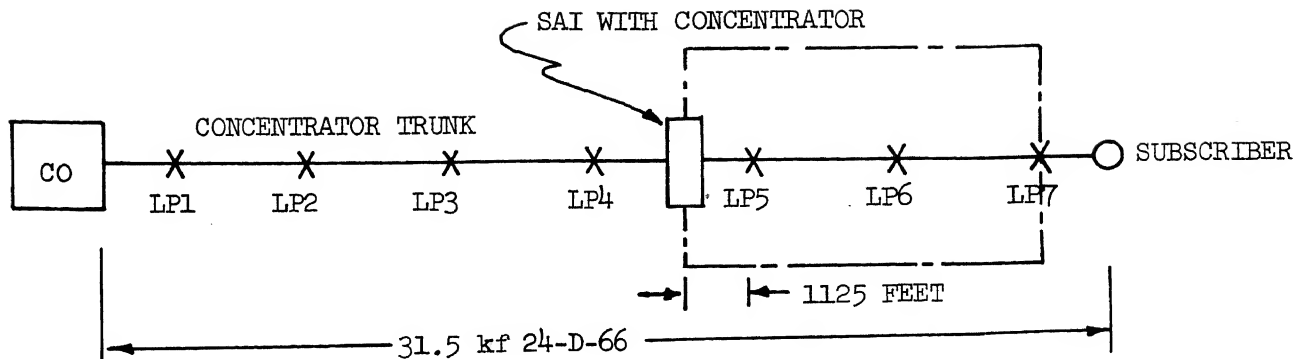 SAI WITH CONCENTRATOR
CONCENTRATOR TRUNK
CO
SUBSCRIBER
LP1
LP2
LP3
LP4
LP5
LP6
LP7
1125 FEET
31.5 kf 24-D-66